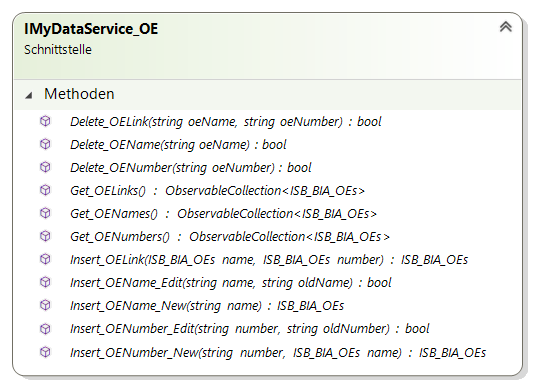 IMyDataService_OE
Schnittstelle
Methoden
Delete_OELink(string oeName, string oeNumber) : bool
Delete_OEName(string oeName) : bool
Delete_OENumber(string oeNumber) : bool
Get_OELinks() : ObservableCollection<ISB_BIA_OEs>
Get_OENames() : ObservableCollection<ISB_BIA_OEs>
Get_OENumbers() : ObservableCollection<ISB_BIA_OEs>
Insert_OELink(ISB_BIA_OEs name, ISB_BIA_OEs number) : ISB_BIA_OEs
Insert_OEName_Edit(string name, string oldName) : bool
Insert_OEName_New(string name) : ISB_BIA_OEs
Insert_OENumber_Edit(string number, string oldNumber) : bool
Insert_OENumber_New(string number, ISB_BIA_OEs name) : ISB_BIA_OEs